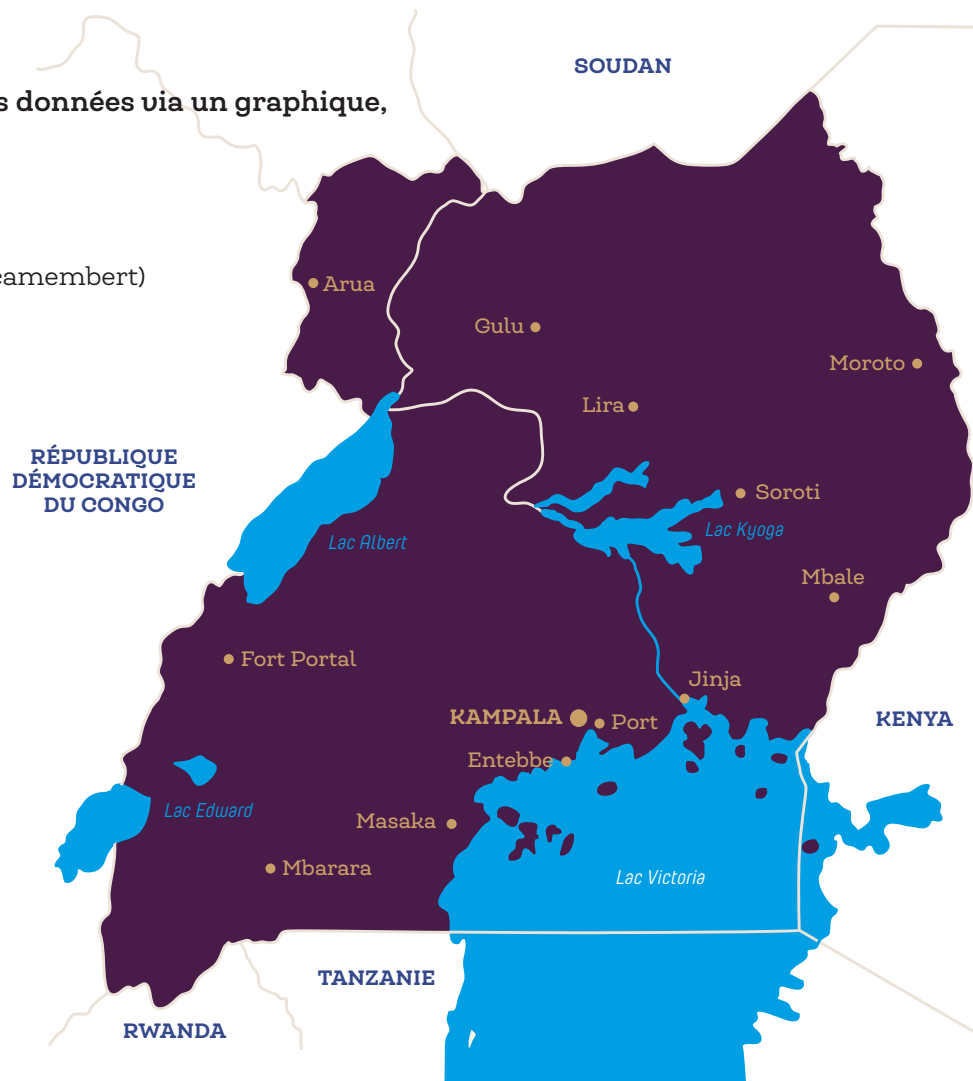 SOUDAN
s données via un graphique,
camembert)
Arua
Gulu
Moroto
Lira
RÉPUBLIQUE
DÉMOCRATIQUE
DU CONGO
Soroti
Lac Kyoga
Lac Albert
Mbale
Fort Portal
Jinja
KAMPALA
Port
KENYA
Entebbe
Lac Edward
Masaka
Mbarara
Lac Victoria
TANZANIE
RWANDA